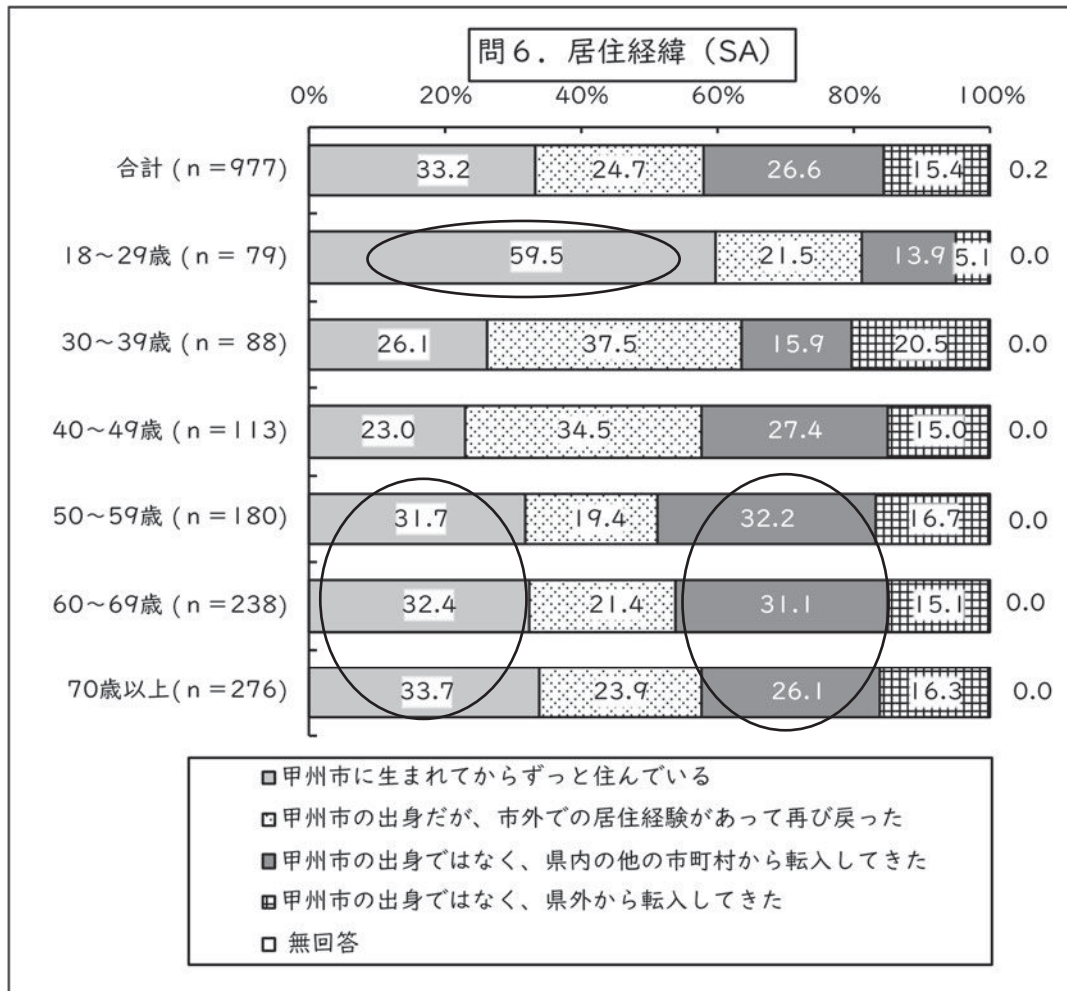 問6．居住経緯（SA）
0% 20% 40% 60% 80% 100%
合計 (n=977) 33.2 24.7 26.6 15.4 0.2
18～29歳 (n= 79) 59.5 21.5 13.9 5.1 0.0
30～39歳 (n= 88) 26.1 37.5 15.9 20.5 0.0
40～49歳 (n=113) 23.0 34.5 27.4 15.0 0.0
50～59歳 (n=180) 31.7 19.4 32.2 16.7 0.0
60～69歳 (n=238) 32.4 21.4 31.1 15.1 0.0
70歳以上(n=276) 33.7 23.9 26.1 16.3 0.0
甲州市に生まれてからずっと住んでいる
甲州市の出身だが、市外での居住経験があって再び戻った
甲州市の出身ではなく、県内の他の市町村から転入してきた
甲州市の出身ではなく、県外から転入してきた
無回答